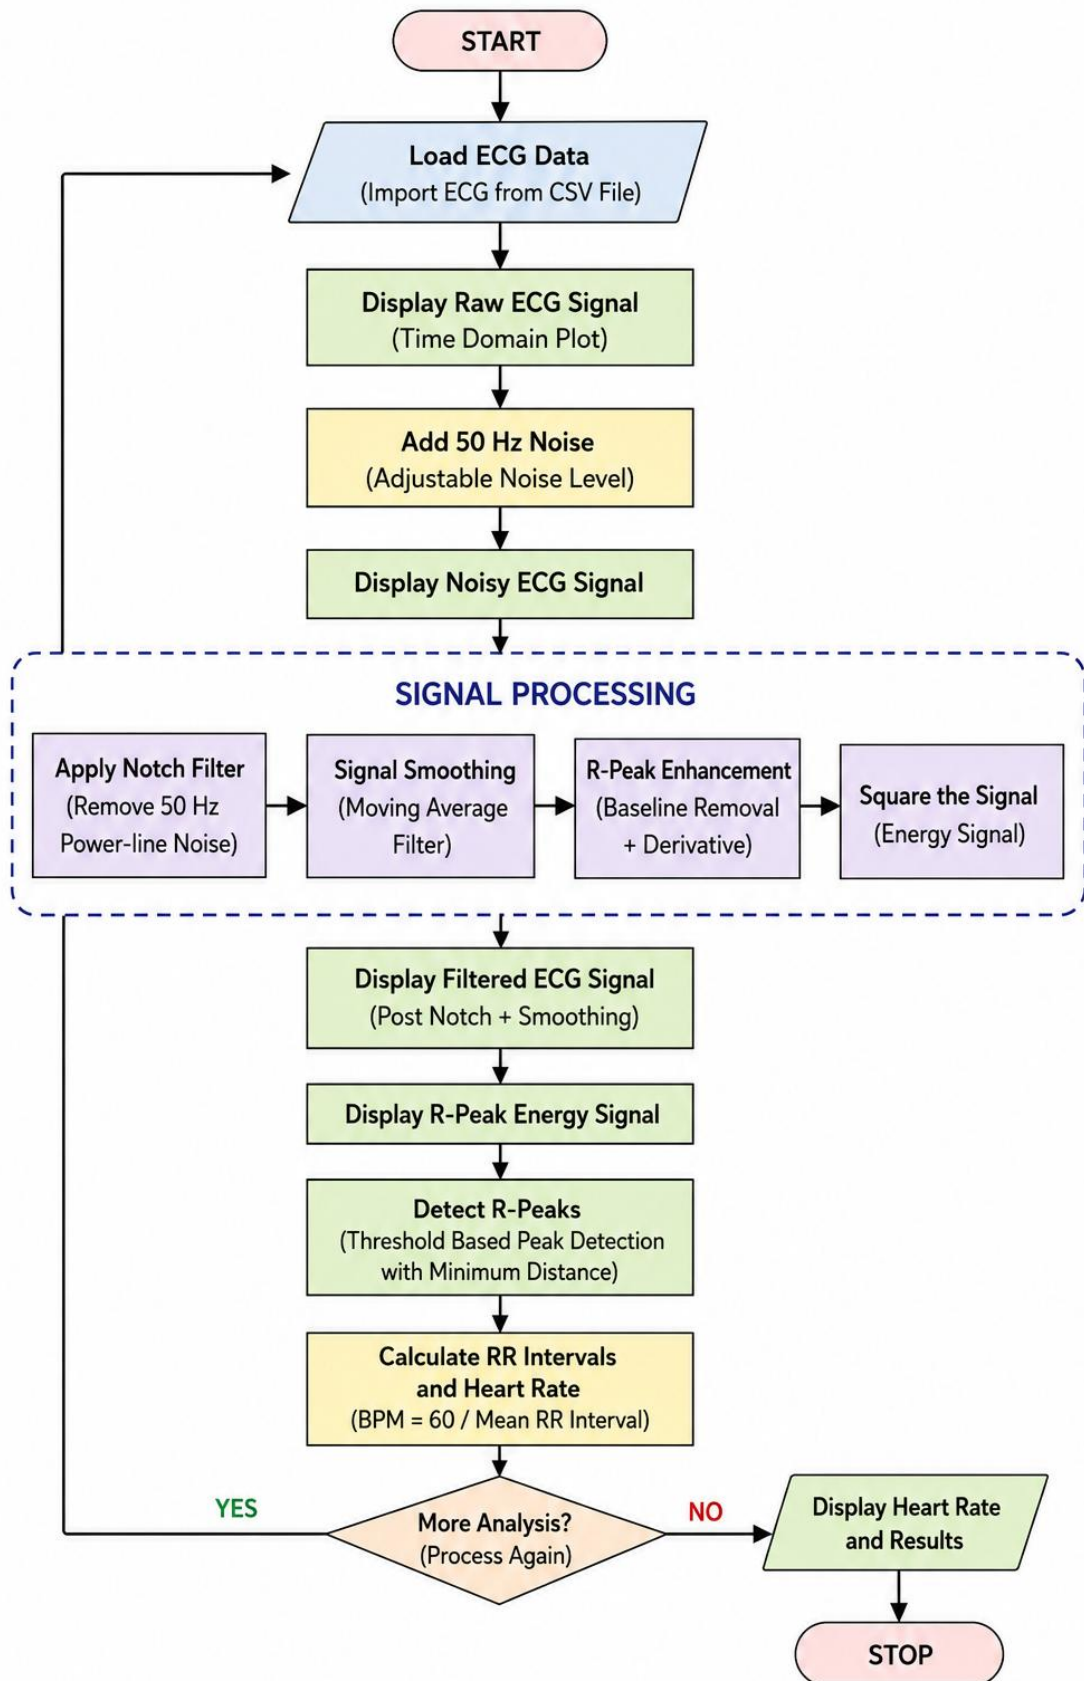 START
Load ECG Data
(Import ECG from CSV File)
Display Raw ECG Signal
(Time Domain Plot)
Add 50 Hz Noise
(Adjustable Noise Level)
Display Noisy ECG Signal
SIGNAL PROCESSING
Apply Notch Filter
(Remove 50 Hz
Power-line Noise)
Signal Smoothing
(Moving Average
Filter)
R-Peak Enhancement
(Baseline Removal
+ Derivative)
Square the Signal
(Energy Signal)
Display Filtered ECG Signal
(Post Notch + Smoothing)
Display R-Peak Energy Signal
Detect R-Peaks
(Threshold Based Peak Detection
with Minimum Distance)
Calculate RR Intervals
and Heart Rate
(BPM = 60 / Mean RR Interval)
YES
More Analysis?
(Process Again)
NO
Display Heart Rate
and Results
STOP